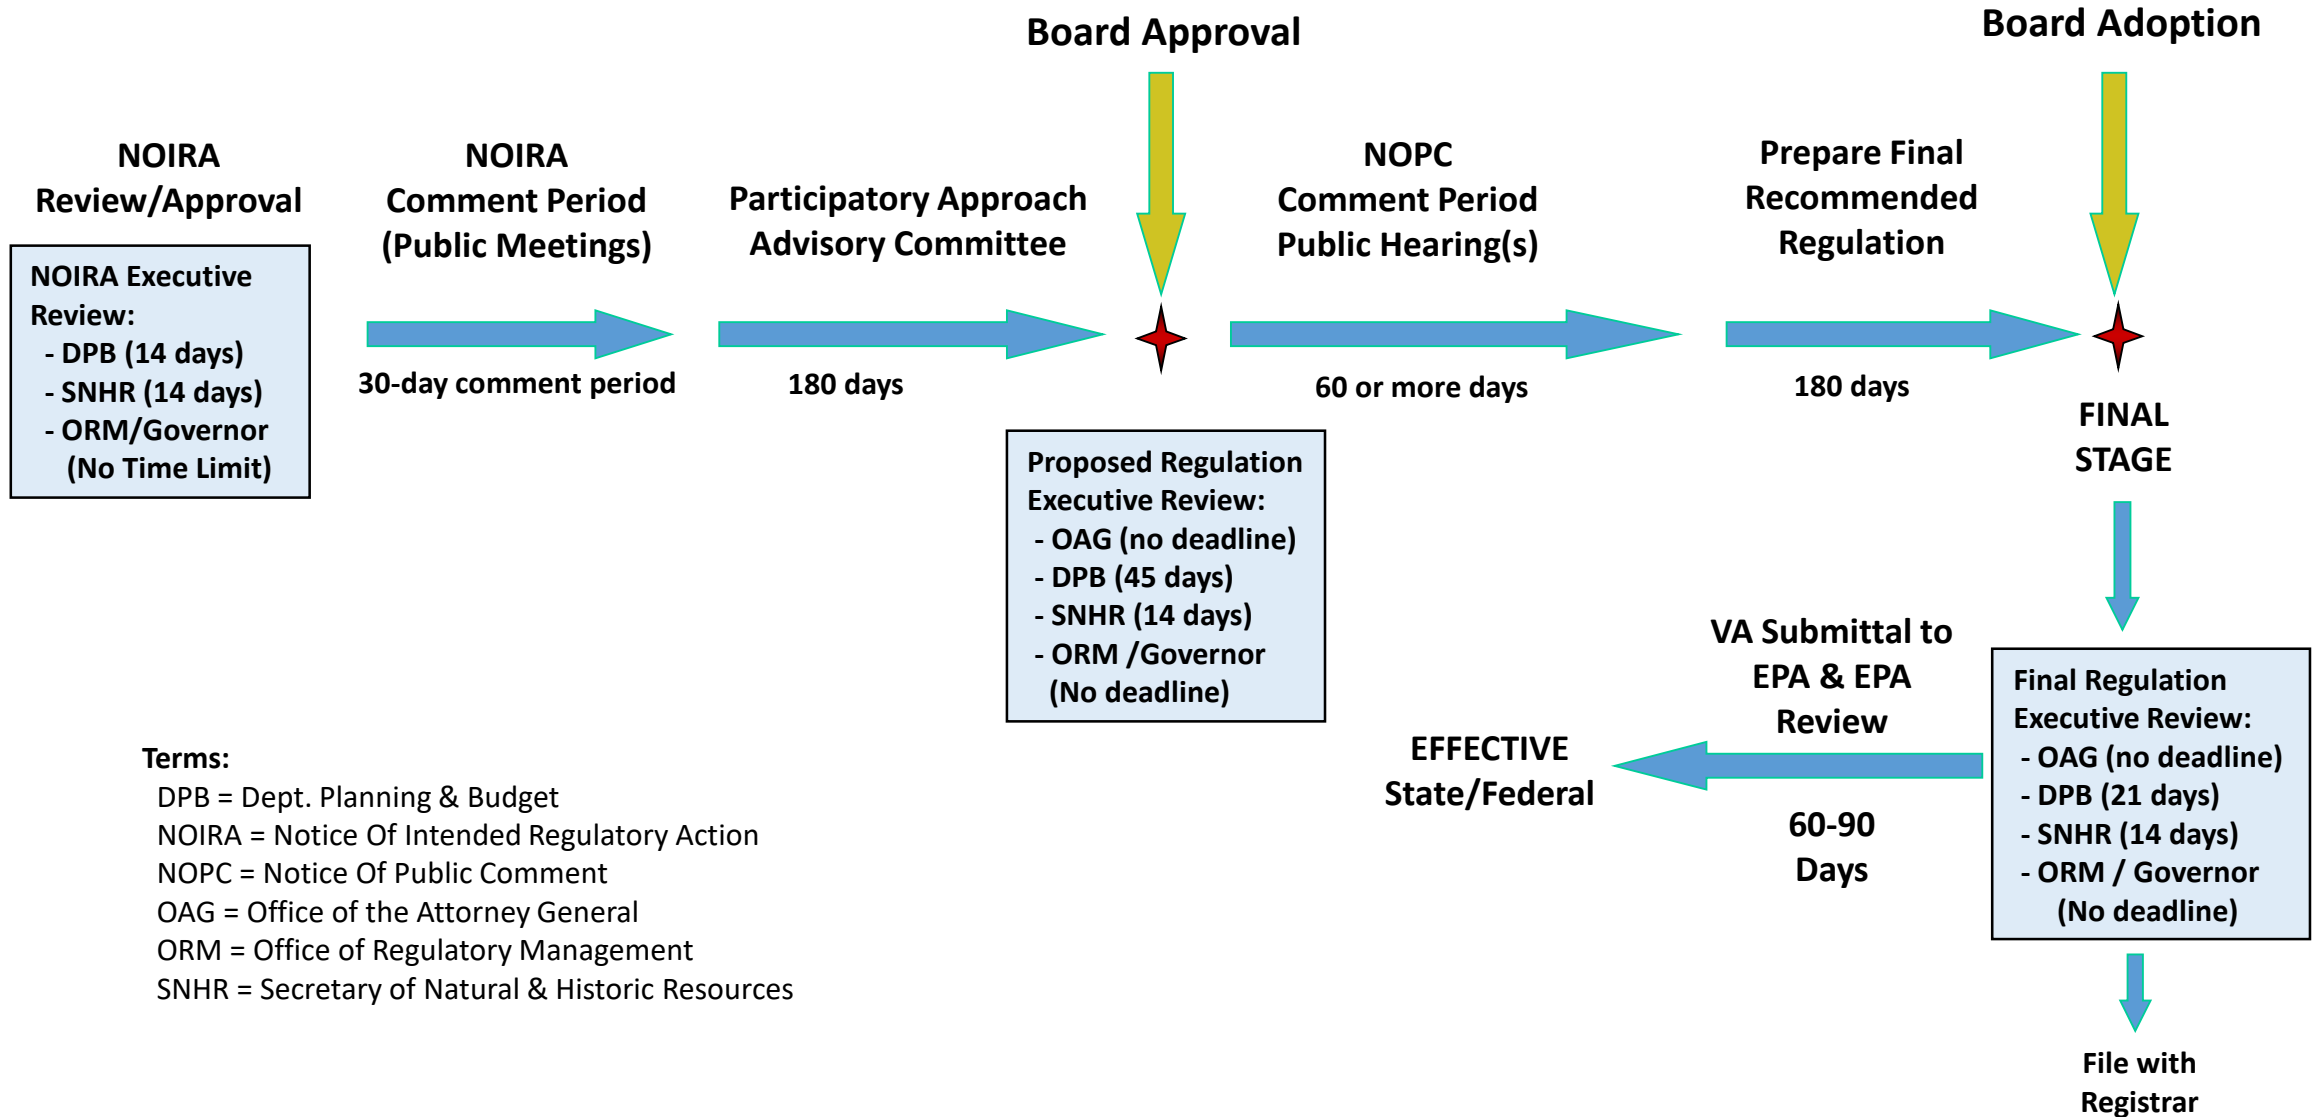 Board Approval
Board Adoption
NOIRA
Review/Approval
NOIRA Executive
Review:
- DPB (14 days)
- SNHR (14 days)
- ORM/Governor
(No Time Limit)
NOIRA
Comment Period
(Public Meetings)
30-day comment period
Participatory Approach
Advisory Committee
180 days
Proposed Regulation
Executive Review:
- OAG (no deadline)
- DPB (45 days)
- SNHR (14 days)
- ORM /Governor
(No deadline)
NOPC
Comment Period
Public Hearing(s)
60 or more days
Prepare Final
Recommended
Regulation
180 days
FINAL
STAGE
Final Regulation
Executive Review:
- OAG (no deadline)
- DPB (21 days)
- SNHR (14 days)
- ORM / Governor
(No deadline)
File with
Registrar
VA Submittal to
EPA & EPA
Review
60-90
Days
EFFECTIVE
State/Federal
Terms:
DPB = Dept. Planning & Budget
NOIRA = Notice Of Intended Regulatory Action
NOPC = Notice Of Public Comment
OAG = Office of the Attorney General
ORM = Office of Regulatory Management
SNHR = Secretary of Natural & Historic Resources